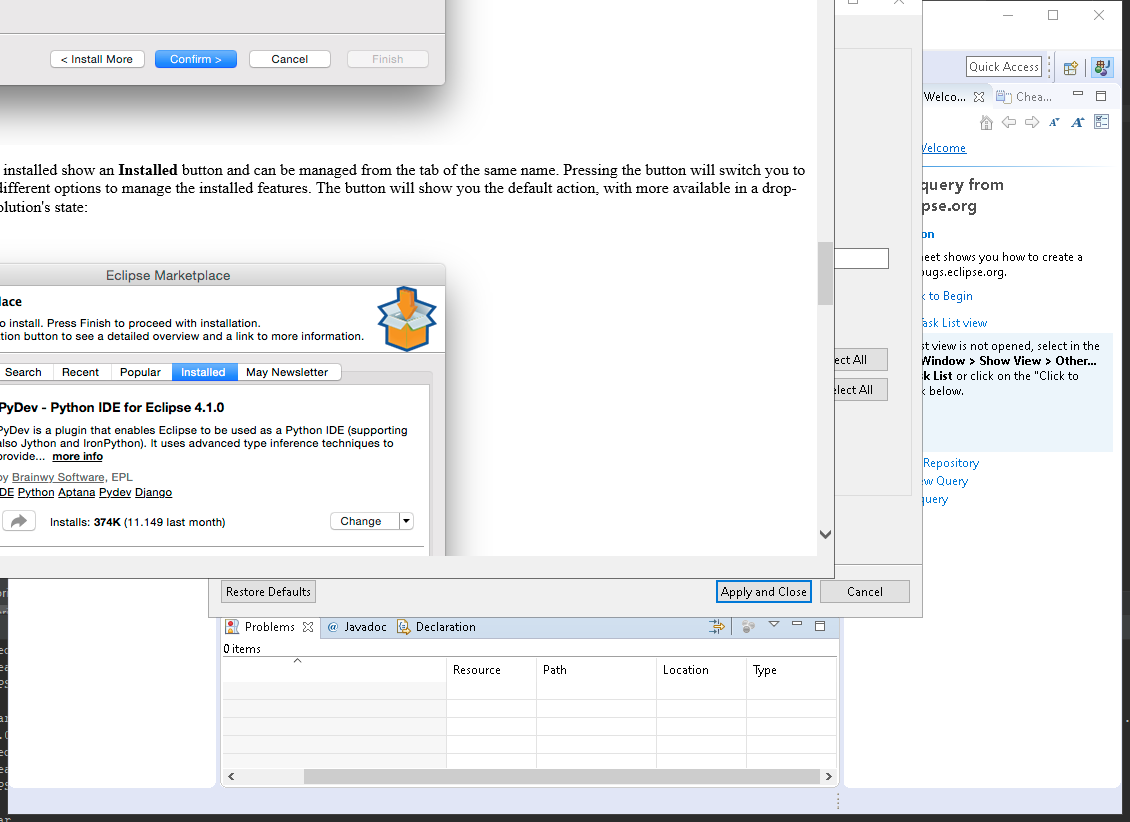 < Install More
Confirm >
Cancel
Finish
installed show an Installed button and can be managed from the tab of the same name. Pressing the button will switch you to
different options to manage the installed features. The button will show you the default action, with more available in a drop-
olution's state:
Eclipse Marketplace
lace
o install. Press Finish to proceed with installation.
tion button to see a detailed overview and a link to more information.
Search
Recent
Popular
Installed
May Newsletter
PyDev - Python IDE for Eclipse 4.1.0
PyDev is a plugin that enables Eclipse to be used as a Python IDE (supporting
also Jython and IronPython). It uses advanced type inference techniques to
provide... more info
by Brainwy Software, EPL
IDE Python Aptana Pydev Django
Installs: 374K (11.149 last month)
Change
ect All
elect All
Restore Defaults
Apply and Close
Cancel
Quick Access
Welco...
Chea...
Welcome
query from
pse.org
on
eet shows you how to create a
ugs.eclipse.org.
k to Begin
Task List view
st view is not opened, select in the
Window > Show View > Other...
k List or click on the "Click to
k below.
Repository
ew Query
query
Problems
@ Javadoc
Declaration
0 items
Resource
Path
Location
Type